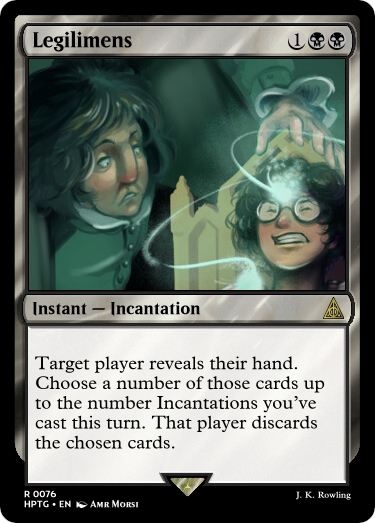 Legilimens 1
Instant — Incantation
Target player reveals their hand.
Choose a number of those cards up
to the number Incantations you've
cast this turn. That player discards
the chosen cards.
R 0076
HPTG • EN Amr Morsi
J. K. Rowling